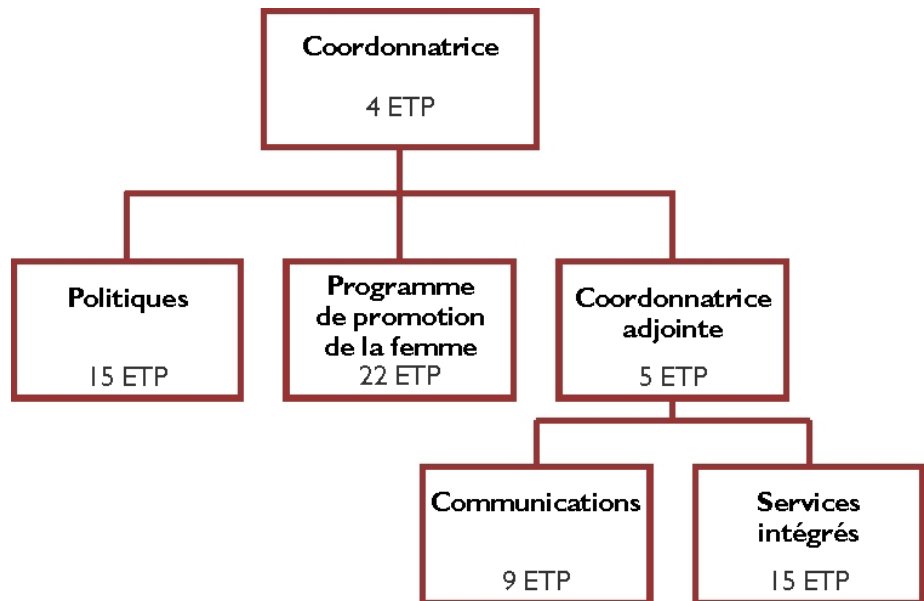 Coordonnatrice
4 ETP
Politiques
15 ETP
Programme
de promotion
de la femme
22 ETP
Coordonnatrice
adjointe
5 ETP
Communications
9 ETP
Services
intégrés
15 ETP